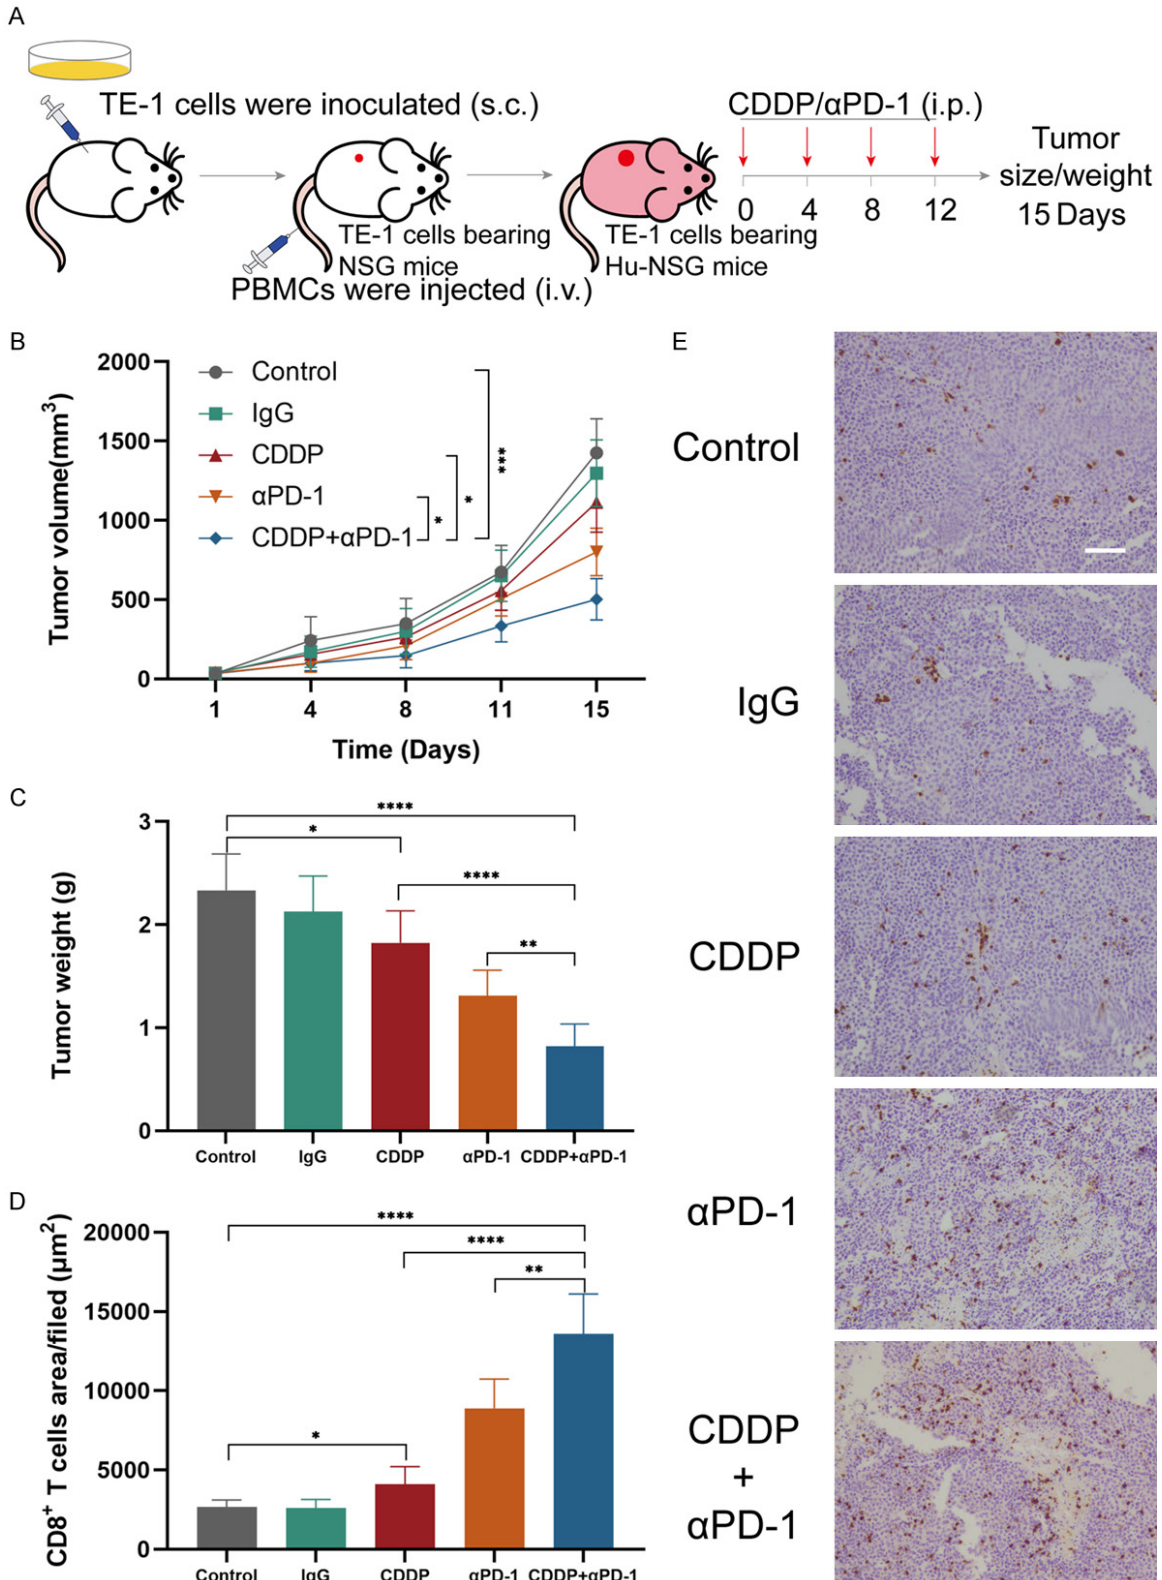 A
TE-1 cells were inoculated (s.c.)
CDDP/αPD-1 (i.p.)
Tumor
size/weight
15 Days
0 4 8 12
TE-1 cells bearing
NSG mice
TE-1 cells bearing
Hu-NSG mice
PBMCs were injected (i.v.)
B
Tumor volume(mm³)
2000
1500
1000
500
0
Control
IgG
CDDP
αPD-1
CDDP+αPD-1
*
*
***
1 4 8 11 15
Time (Days)
C
Tumor weight (g)
3
2
1
0
****
*
****
**
Control IgG CDDP αPD-1 CDDP+αPD-1
D
CD8⁺ T cells area/filed (μm²)
20000
15000
10000
5000
0
****
****
**
*
Control IgG CDDP αPD-1 CDDP+αPD-1
E
Control
IgG
CDDP
αPD-1
CDDP
+
αPD-1